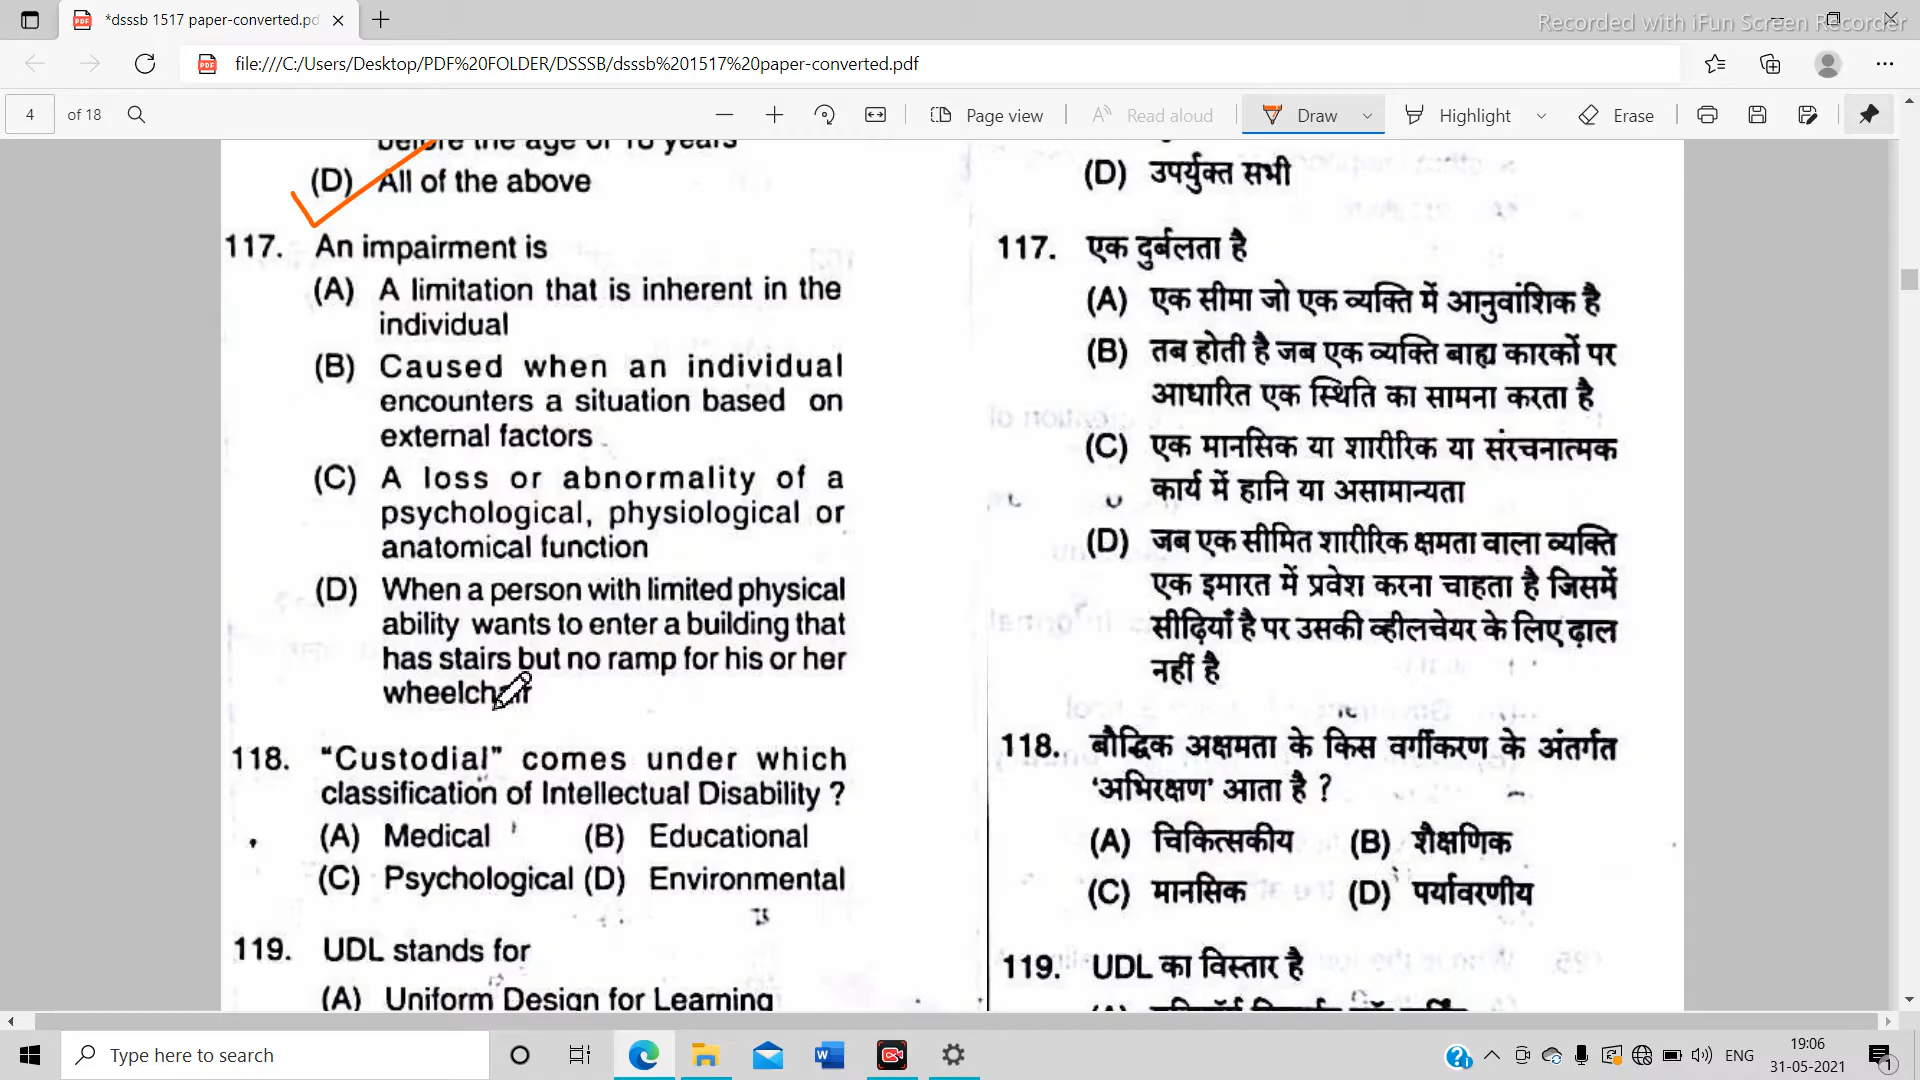 *dsssb 1517 paper-converted.pd
Recorded with iFun Screen Recorder
file:///C:/Users/Desktop/PDF%20FOLDER/DSSSB/dsssb%201517%20paper-converted.pdf
4 of 18
Page view
Read aloud
Draw
Highlight
Erase
before the age of 18 years
(D) All of the above
117. An impairment is
(A) A limitation that is inherent in the
individual
(B) Caused when an individual
encounters a situation based on
external factors
(C) A loss or abnormality of a
psychological, physiological or
anatomical function
(D) When a person with limited physical
ability wants to enter a building that
has stairs but no ramp for his or her
wheelchair
118. “Custodial” comes under which
classification of Intellectual Disability ?
(A) Medical (B) Educational
(C) Psychological (D) Environmental
119. UDL stands for
(A) Uniform Design for Learning
(D) उपर्युक्त सभी
117. एक दुर्बलता है
(A) एक सीमा जो एक व्यक्ति में आनुवांशिक है
(B) तब होती है जब एक व्यक्ति बाह्य कारकों पर
आधारित एक स्थिति का सामना करता है
(C) एक मानसिक या शारीरिक या संरचनात्मक
कार्य में हानि या असामान्यता
(D) जब एक सीमित शारीरिक क्षमता वाला व्यक्ति
एक इमारत में प्रवेश करना चाहता है जिसमें
सीढ़ियाँ है पर उसकी व्हीलचेयर के लिए ढ़ाल
नहीं है
118. बौद्धिक अक्षमता के किस वर्गीकरण के अंतर्गत
‘अभिरक्षण’ आता है ?
(A) चिकित्सकीय (B) शैक्षणिक
(C) मानसिक (D) पर्यावरणीय
119. UDL का विस्तार है
Type here to search
ENG
19:06
31-05-2021